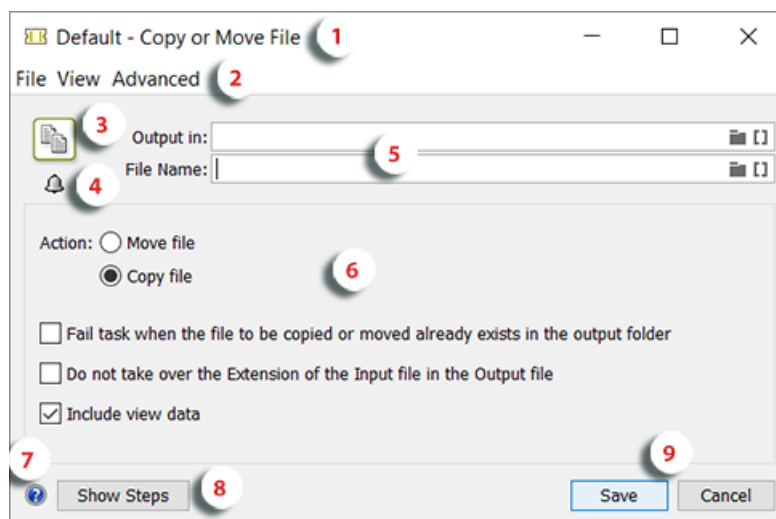 Default - Copy or Move File 1
File View Advanced 2
3
Output in: [ ]
5
File Name: [ ]
4
Action: Move file
6
Copy file
Fail task when the file to be copied or moved already exists in the output folder
Do not take over the Extension of the Input file in the Output file
Include view data
7
9
? Show Steps 8 Save Cancel